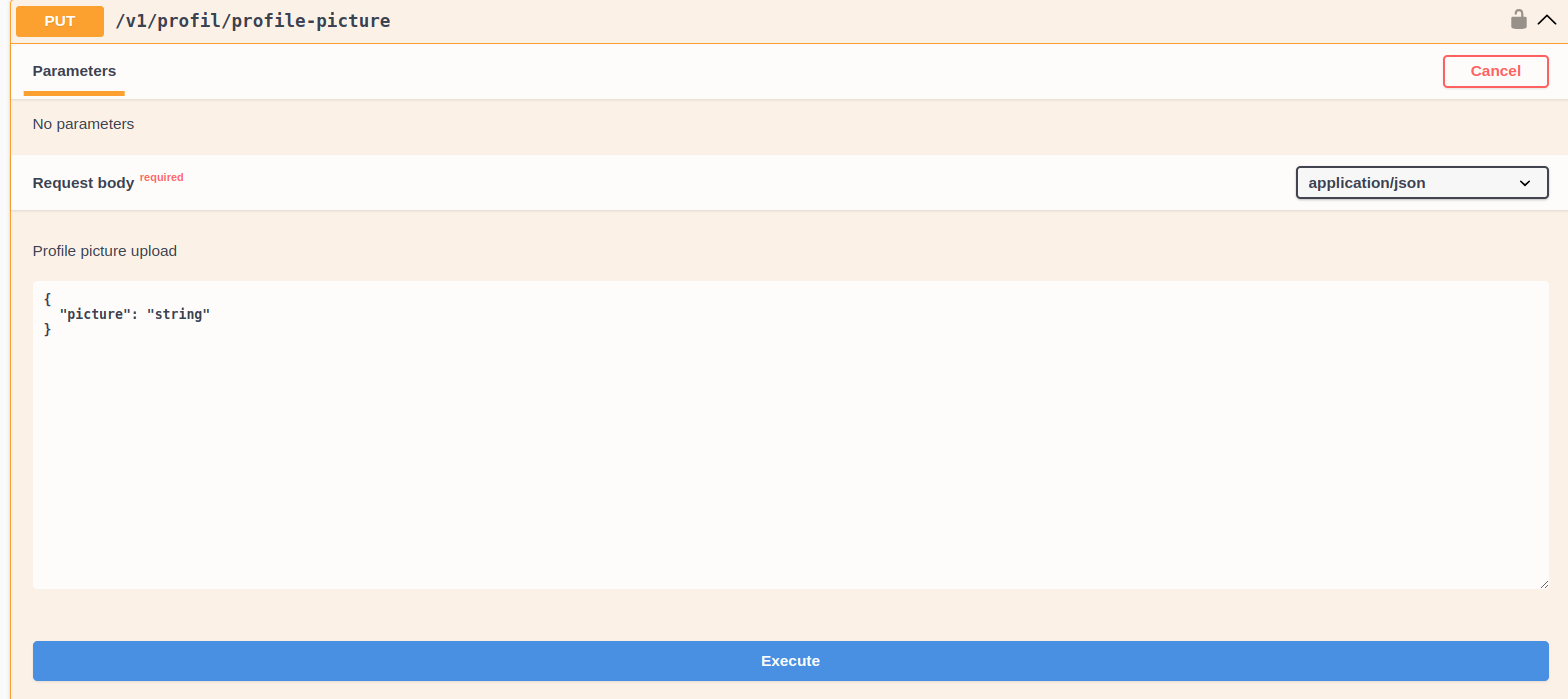 PUT /v1/profil/profile-picture
Parameters Cancel
No parameters
Request body required application/json
Profile picture upload
{
  "picture": "string"
}
Execute